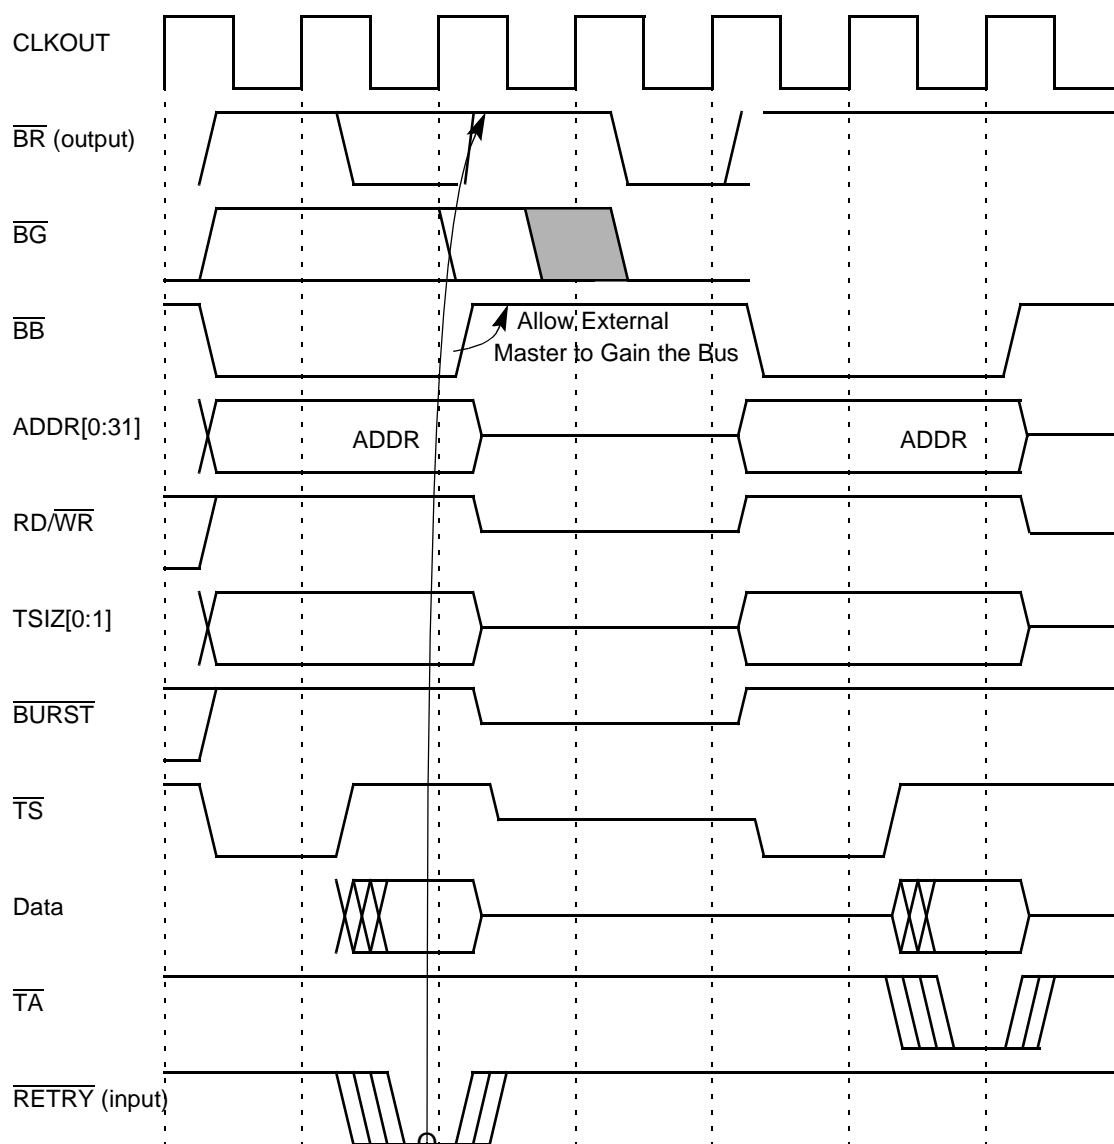 CLKOUT
BR (output)
BG
BB
Allow External
Master to Gain the Bus
ADDR[0:31]
ADDR
ADDR
RD/WR
TSIZ[0:1]
BURST
TS
Data
TA
RETRY (input)